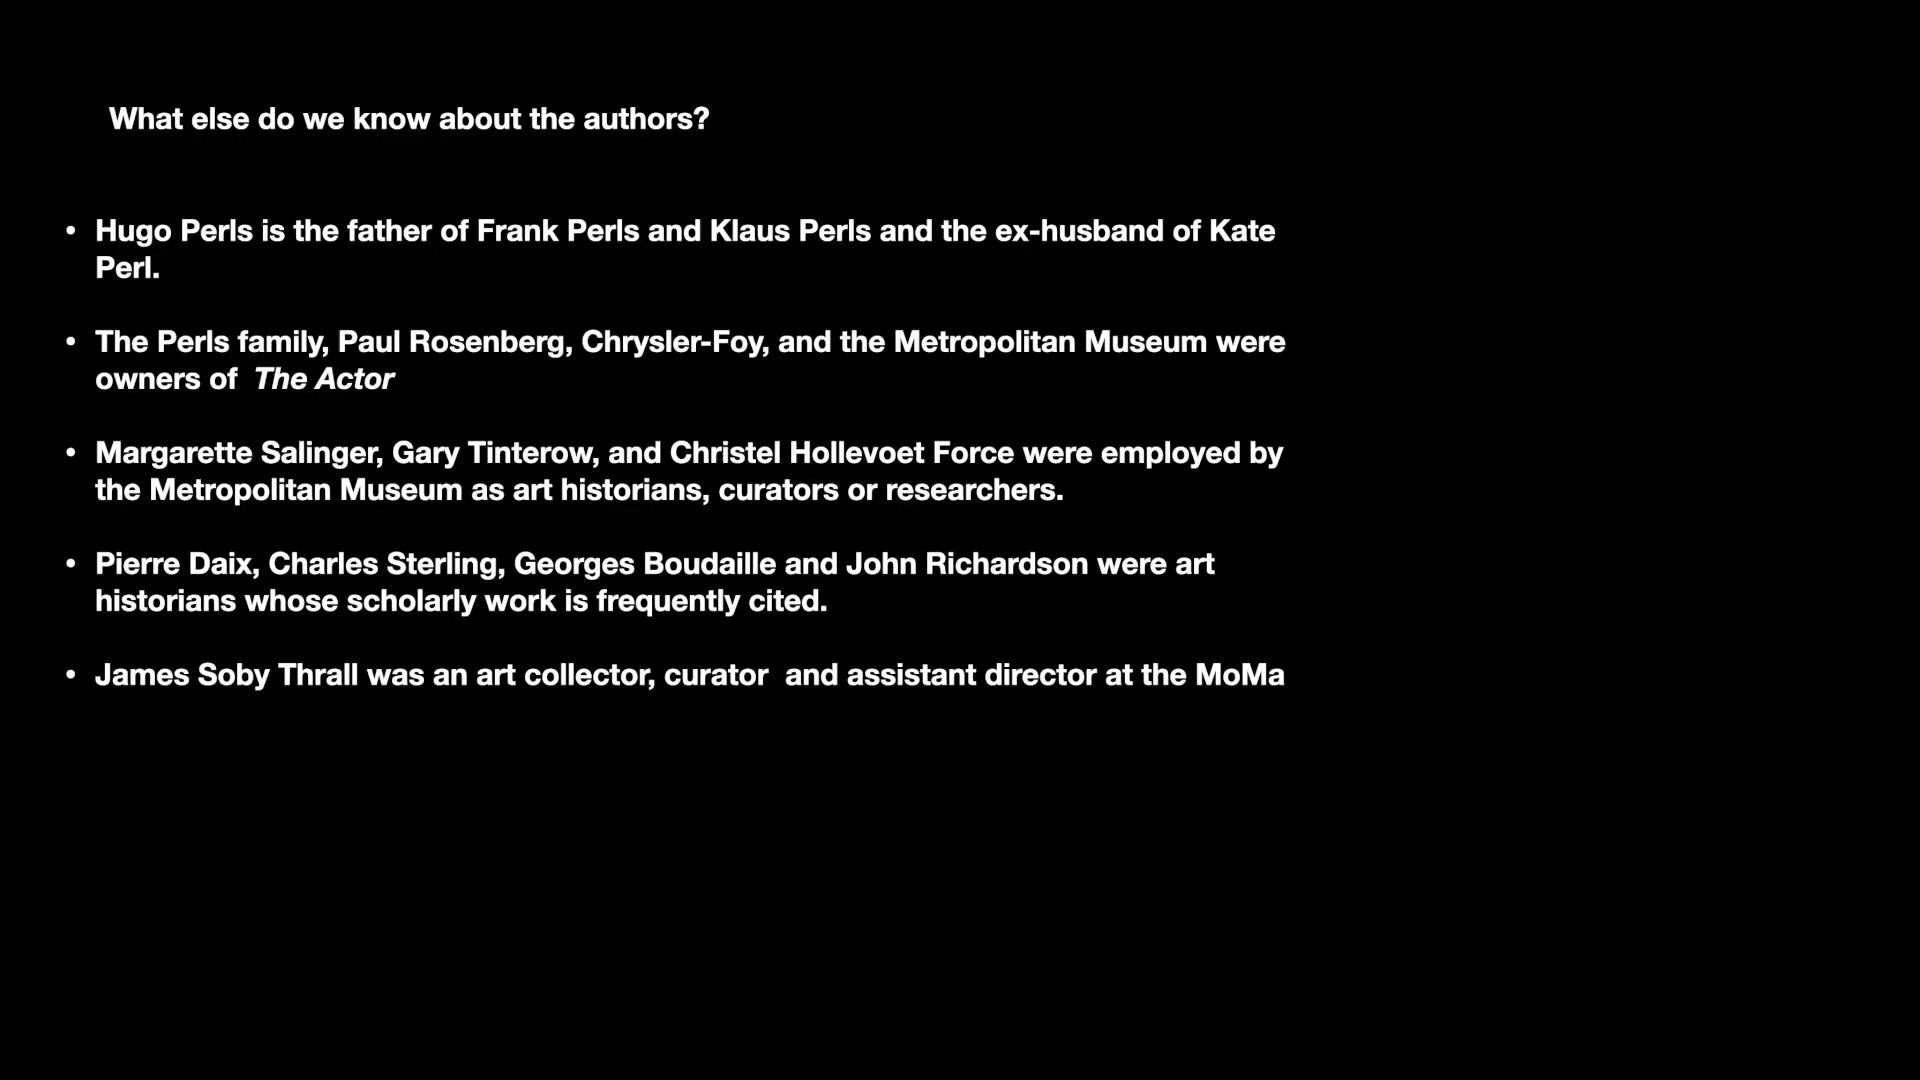 What else do we know about the authors?
• Hugo Perls is the father of Frank Perls and Klaus Perls and the ex-husband of Kate
Perl.
• The Perls family, Paul Rosenberg, Chrysler-Foy, and the Metropolitan Museum were
owners of  The Actor
• Margarette Salinger, Gary Tinterow, and Christel Hollevoet Force were employed by
the Metropolitan Museum as art historians, curators or researchers.
• Pierre Daix, Charles Sterling, Georges Boudaille and John Richardson were art
historians whose scholarly work is frequently cited.
• James Soby Thrall was an art collector, curator  and assistant director at the MoMa